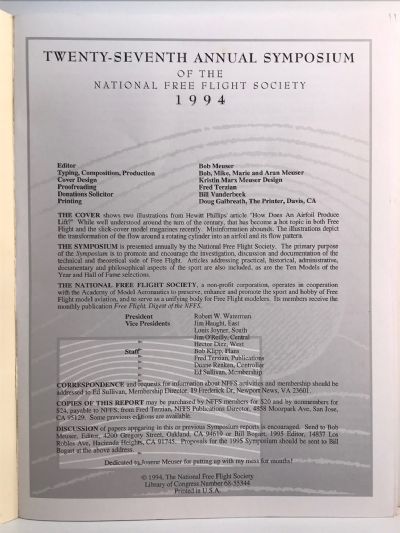 TWENTY-SEVENTH ANNUAL SYMPOSIUM
OF THE
NATIONAL FREE FLIGHT SOCIETY
1994
Editor Bob Meuser
Typing, Composition, Production Bob, Mike, Marie and Aran Meuser
Cover Design Kristin Marx Meuser Design
Proofreading Fred Terzian
Donations Solicitor Bill Vanderbeek
Printing Doug Galbreath, The Printer, Davis, CA
THE COVER shows two illustrations from Hewitt Phillips' article "How Does An Airfoil Produce
Lift?" While well understood around the turn of the century, that has become a hot topic in both Free
Flight and the slick-cover model magazines recently. Misinformation abounds. The illustrations depict
the transformation of the flow around a rotating cylinder into an airfoil and its flow pattern.
THE SYMPOSIUM is presented annually by the National Free Flight Society. The primary purpose
of the Symposium is to promote and encourage the investigation, discussion and documentation of the
technical and theoretical side of Free Flight. Articles addressing practical, historical, administrative,
documentary and philosophical aspects of the sport are also included, as are the Ten Models of the
Year and Hall of Fame selections.
THE NATIONAL FREE FLIGHT SOCIETY, a non-profit corporation, operates in cooperation
with the Academy of Model Aeronautics to preserve, enhance and promote the sport and hobby of Free
Flight model aviation, and to serve as a unifying body for Free Flight modelers. Its members receive the
monthly publication Free Flight, Digest of the NFFS.
President Robert W. Waterman
Vice Presidents Jim Haught, East
Louis Joyner, South
Jim O'Reilly, Central
Hector Diez, West
Staff Bob Klipp, Plans
" Fred Terzian, Publications
" Duane Renken, Controller
" Ed Sullivan, Membership
CORRESPONDENCE and requests for information about NFFS activities and membership should be
addressed to Ed Sullivan, Membership Director, 19 Frederick Dr, Newport News, VA 23601.
COPIES OF THIS REPORT may be purchased by NFFS members for $20 and by nonmembers for
$24, payable to NFFS, from Fred Terzian, NFFS Publications Director, 4858 Moorpark Ave, San Jose,
CA 95129. Some previous editions are available.
DISCUSSION of papers appearing in this or previous Symposium reports is encouraged. Send to Bob
Meuser, Editor, 4200 Gregory Street, Oakland, CA 94619 or Bill Bogart, 1995 Editor, 14857 Los
Robles Ave, Hacienda Heights, CA 91745. Proposals for the 1995 Symposium should be sent to Bill
Bogart at the above address.
Dedicated to Joanne Meuser for putting up with my mess for months!
© 1994, The National Free Flight Society
Library of Congress Number 68-55344
Printed in U.S.A.